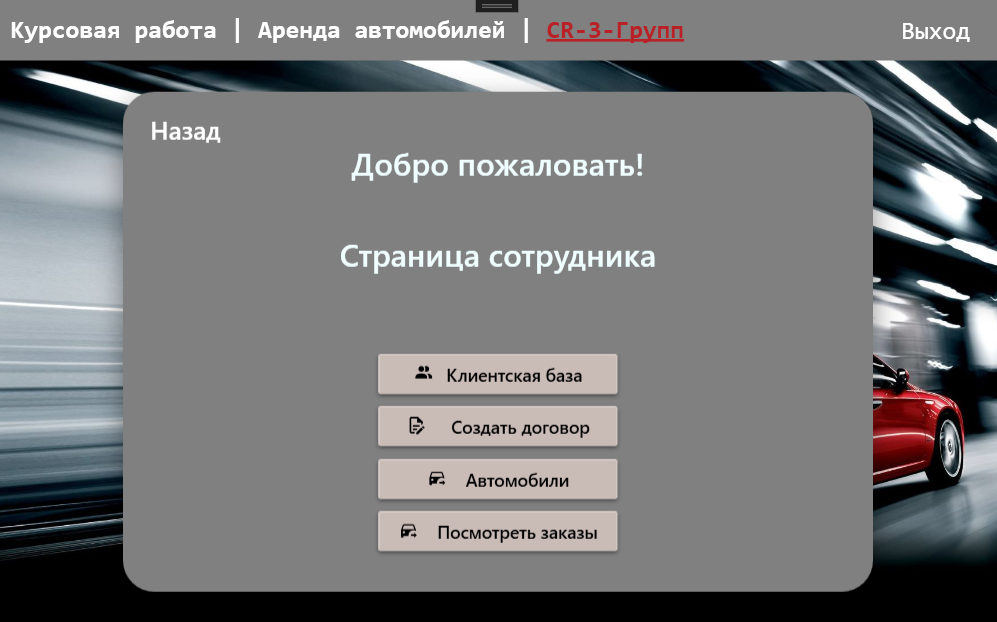 Курсовая работа | Аренда автомобилей | CR-3-Групп
Выход
Назад
Добро пожаловать!
Страница сотрудника
Клиентская база
Создать договор
Автомобили
Посмотреть заказы